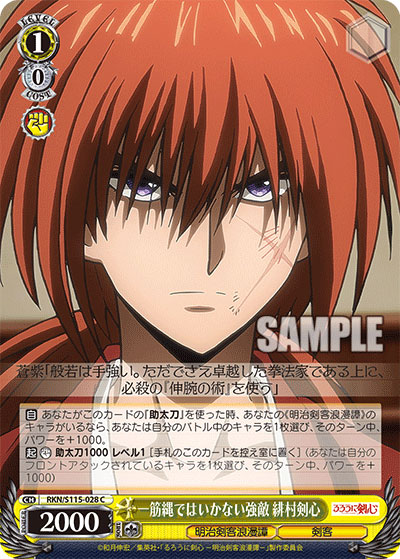 LEVEL
1
0
COST
SAMPLE
蒼紫「般若は手強い。ただでさえ卓越した拳法家である上に、
必殺の『伸腕の術』を使う」
自 あなたがこのカードの『助太刀』を使った時、あなたの《明治剣客浪漫譚》の
キャラがいるなら、あなたは自分のバトル中のキャラを1枚選び、そのターン中、
パワーを+1000。
起 助太刀1000 レベル1 [手札のこのカードを控え室に置く] (あなたは自分の
フロントアタックされているキャラを1枚選び、そのターン中、パワーを+1000)
CH RKN/S115-028 C
一筋縄ではいかない強敵 緋村剣心
るろうに剣心
2000
明治剣客浪漫譚
剣客
©和月伸宏/集英社・「るろうに剣心 -明治剣客浪漫譚-」製作委員会